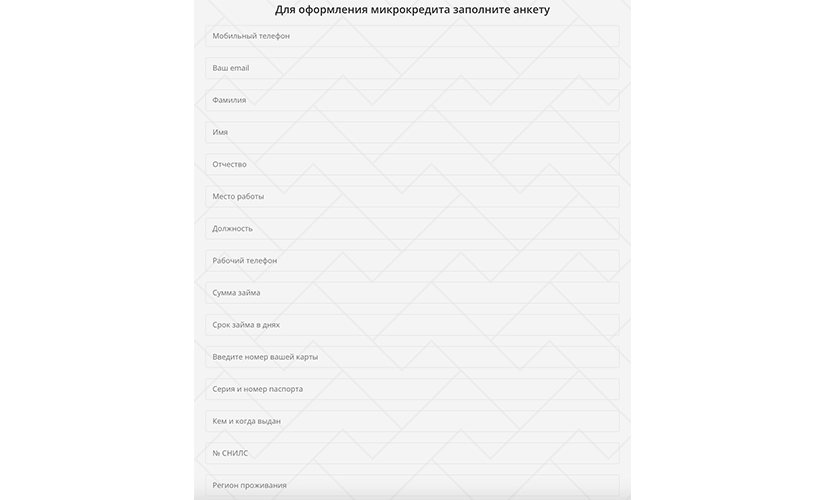 Для оформления микрокредита заполните анкету
Мобильный телефон
Ваш email
Фамилия
Имя
Отчество
Место работы
Должность
Рабочий телефон
Сумма займа
Срок займа в днях
Введите номер вашей карты
Серия и номер паспорта
Кем и когда выдан
№ СНИЛС
Регион проживания